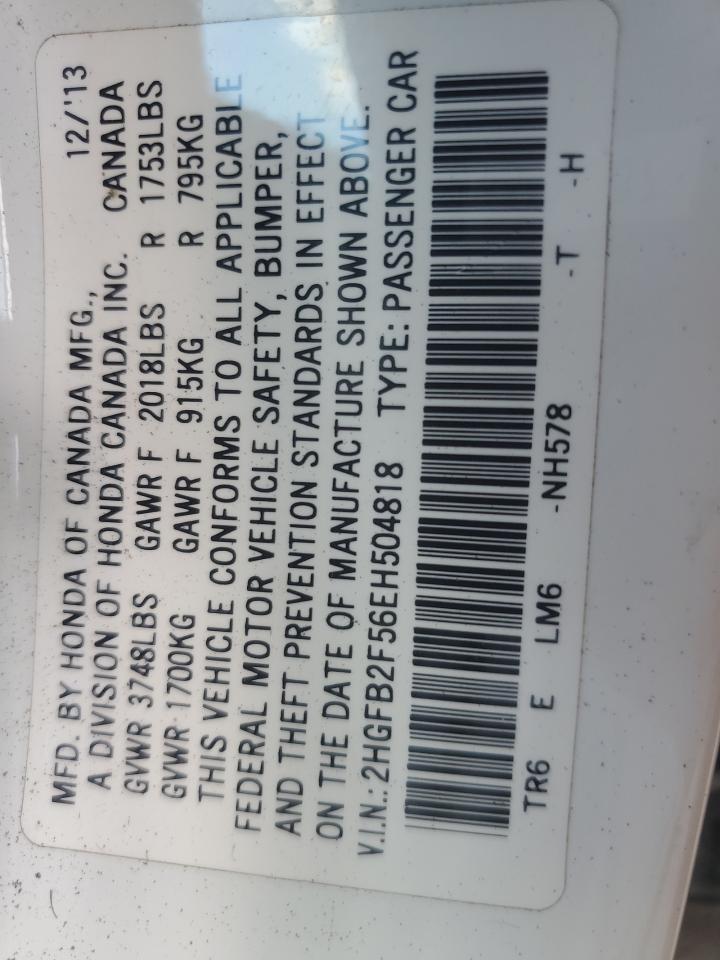 MFD. BY HONDA OF CANADA MFG., 12/'13
A DIVISION OF HONDA CANADA INC. CANADA
GVWR 3748LBS GAWR F 2018LBS R 1753LBS
GVWR 1700KG GAWR F 915KG R 795KG
THIS VEHICLE CONFORMS TO ALL APPLICABLE
FEDERAL MOTOR VEHICLE SAFETY, BUMPER,
AND THEFT PREVENTION STANDARDS IN EFFECT
ON THE DATE OF MANUFACTURE SHOWN ABOVE.
V.I.N.: 2HGFB2F56EH504818 TYPE: PASSENGER CAR
TR6 E LM6 -NH578 -T -H